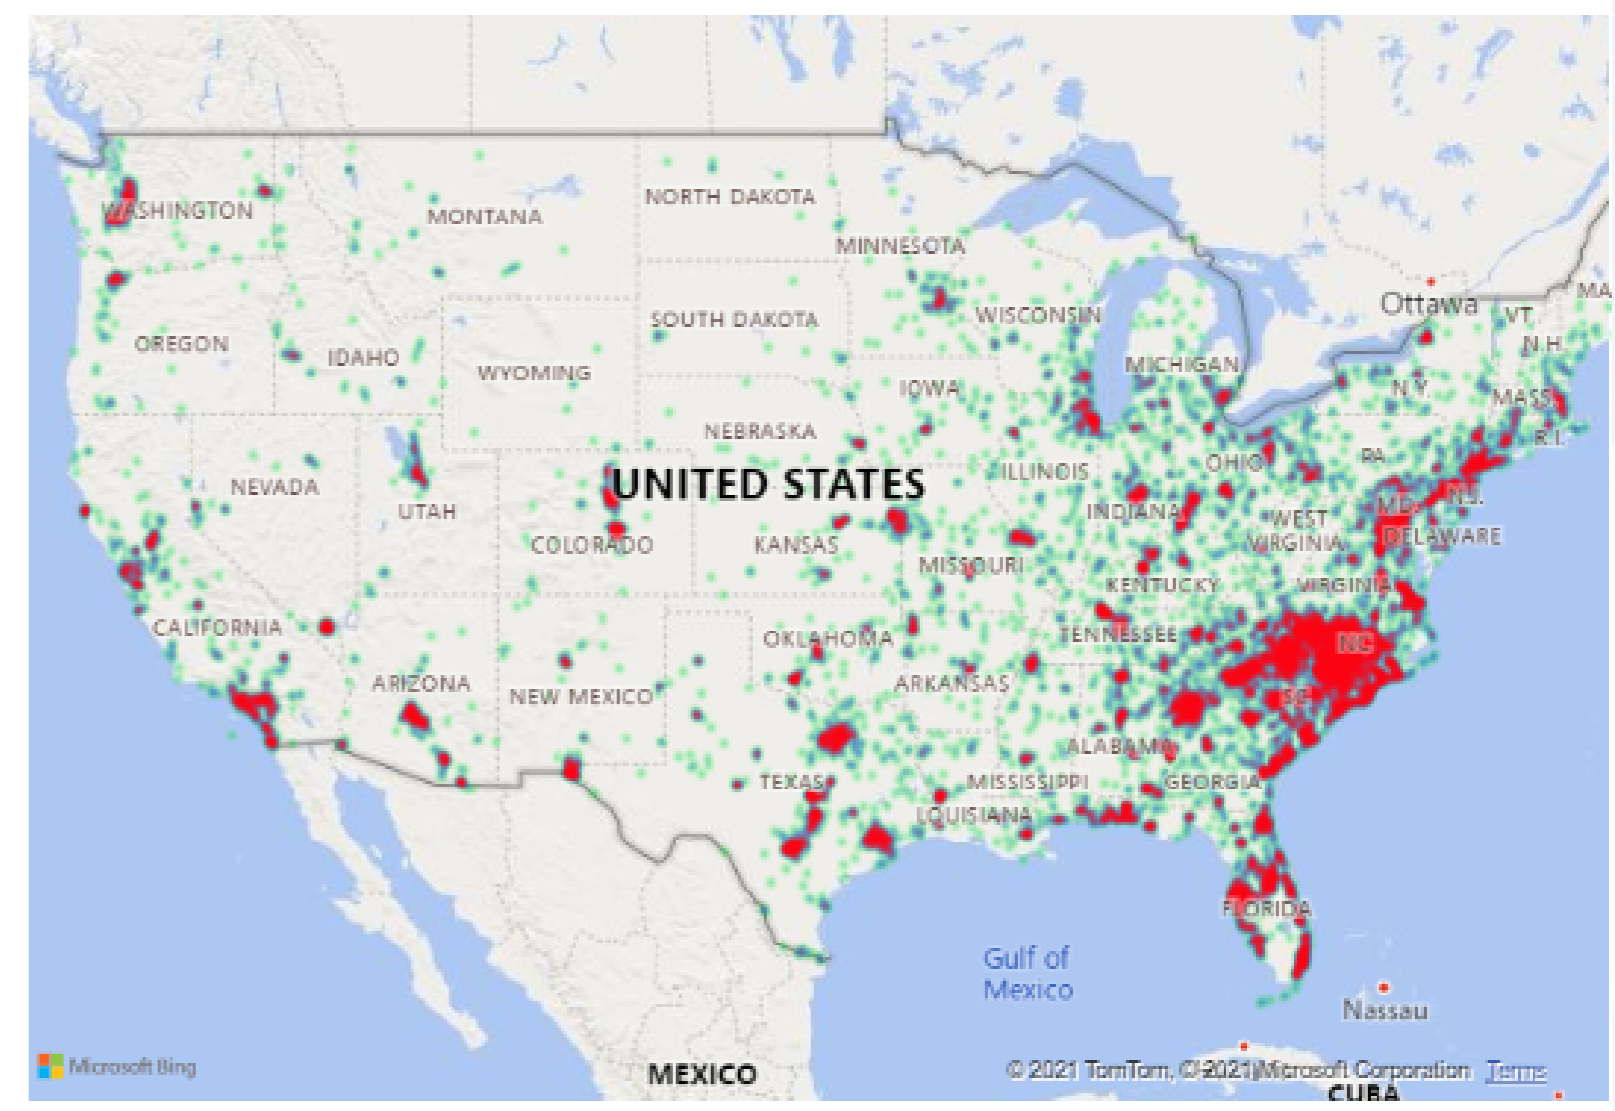 WASHINGTON
MONTANA
NORTH DAKOTA
MINNESOTA
MA
Ottawa
VT.
OREGON
IDAHO
SOUTH DAKOTA
WISCONSIN
N.H.
WYOMING
MICHIGAN
IOWA
N.Y.
MASS.
NEBRASKA
R.I.
NEVADA
UNITED STATES
ILLINOIS
OHIO
PA.
UTAH
INDIANA
MD.
N.J.
COLORADO
KANSAS
WEST
VIRGINIA
DELAWARE
MISSOURI
KENTUCKY
VIRGINIA
CALIFORNIA
OKLAHOMA
TENNESSEE
NC
ARIZONA
NEW MEXICO
ARKANSAS
SC
ALABAMA
TEXAS
MISSISSIPPI
GEORGIA
LOUISIANA
FLORIDA
Gulf of
Mexico
Nassau
Microsoft Bing
MEXICO
© 2021 TomTom, © 2021 Microsoft Corporation Terms
CUBA